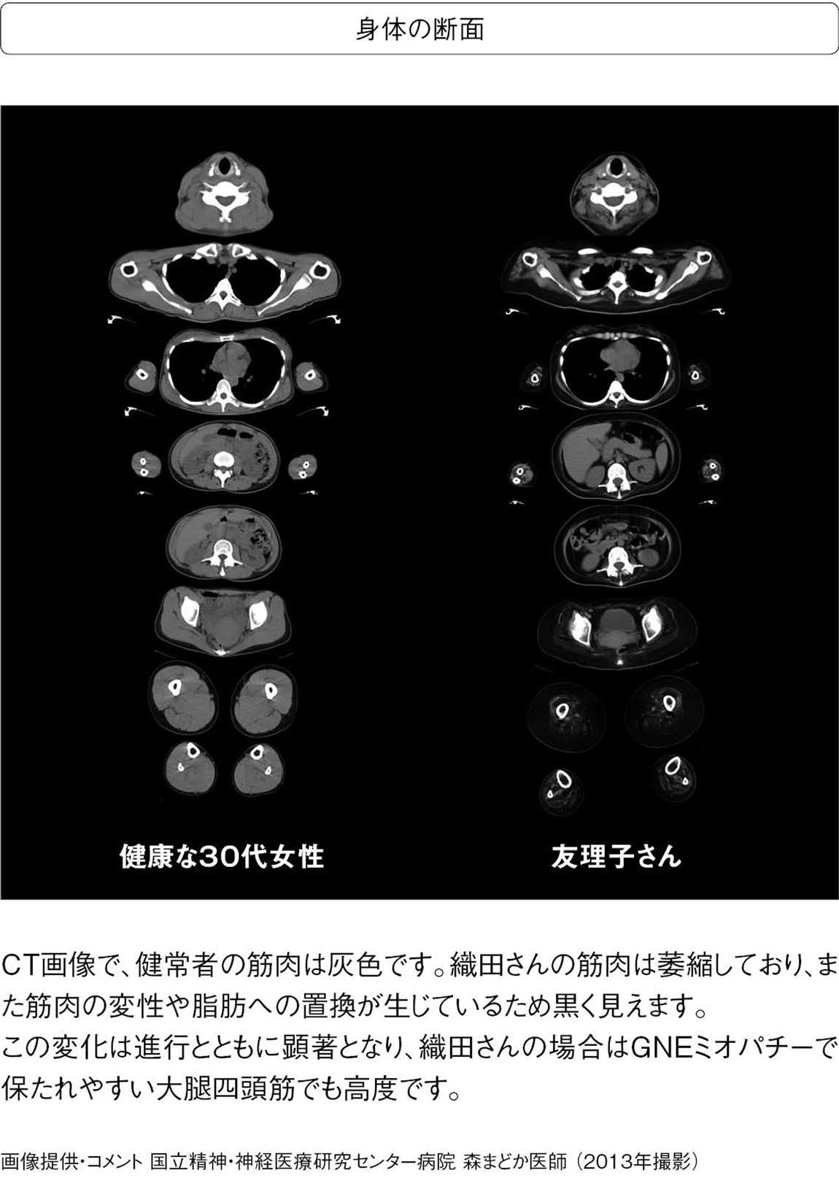 身体の断面
健康な30代女性
友理子さん
CT画像で、健常者の筋肉は灰色です。織田さんの筋肉は萎縮しており、ま
た筋肉の変性や脂肪への置換が生じているため黒く見えます。
この変化は進行とともに顕著となり、織田さんの場合はGNEミオパチーで
保たれやすい大腿四頭筋でも高度です。
画像提供・コメント 国立精神・神経医療研究センター病院 森まどか医師（2013年撮影）